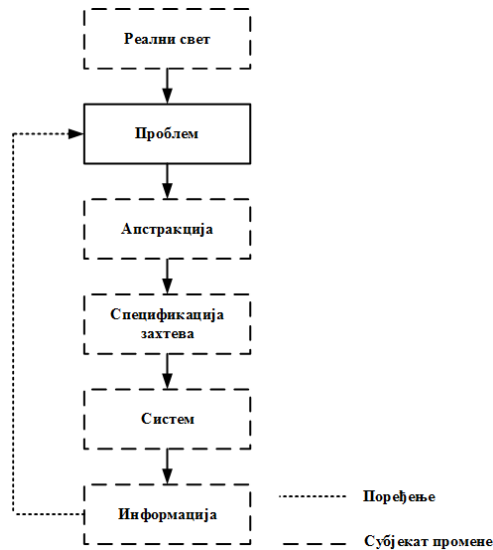 Реални свет
Проблем
Апстракција
Спецификација
захтева
Систем
Информација
Поређење
Субјекат промене